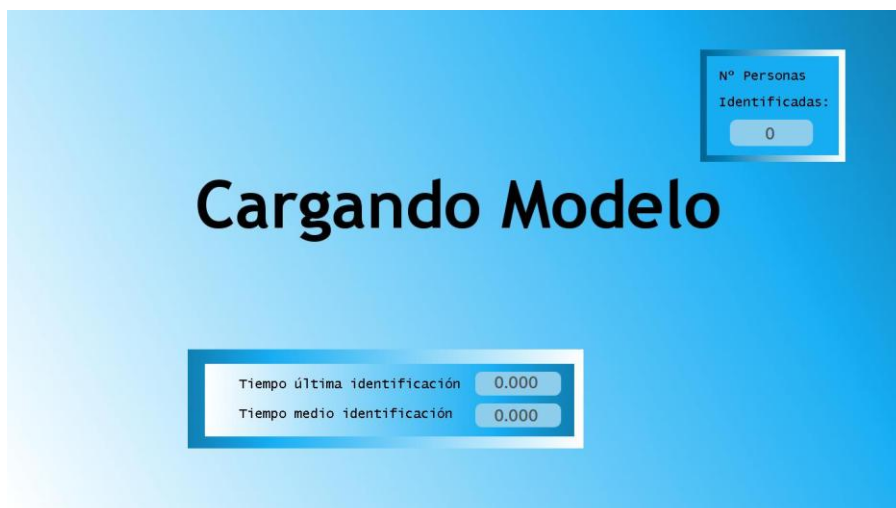 Nº Personas
Identificadas:
0
Cargando Modelo
Tiempo última identificación 0.000
Tiempo medio identificación 0.000